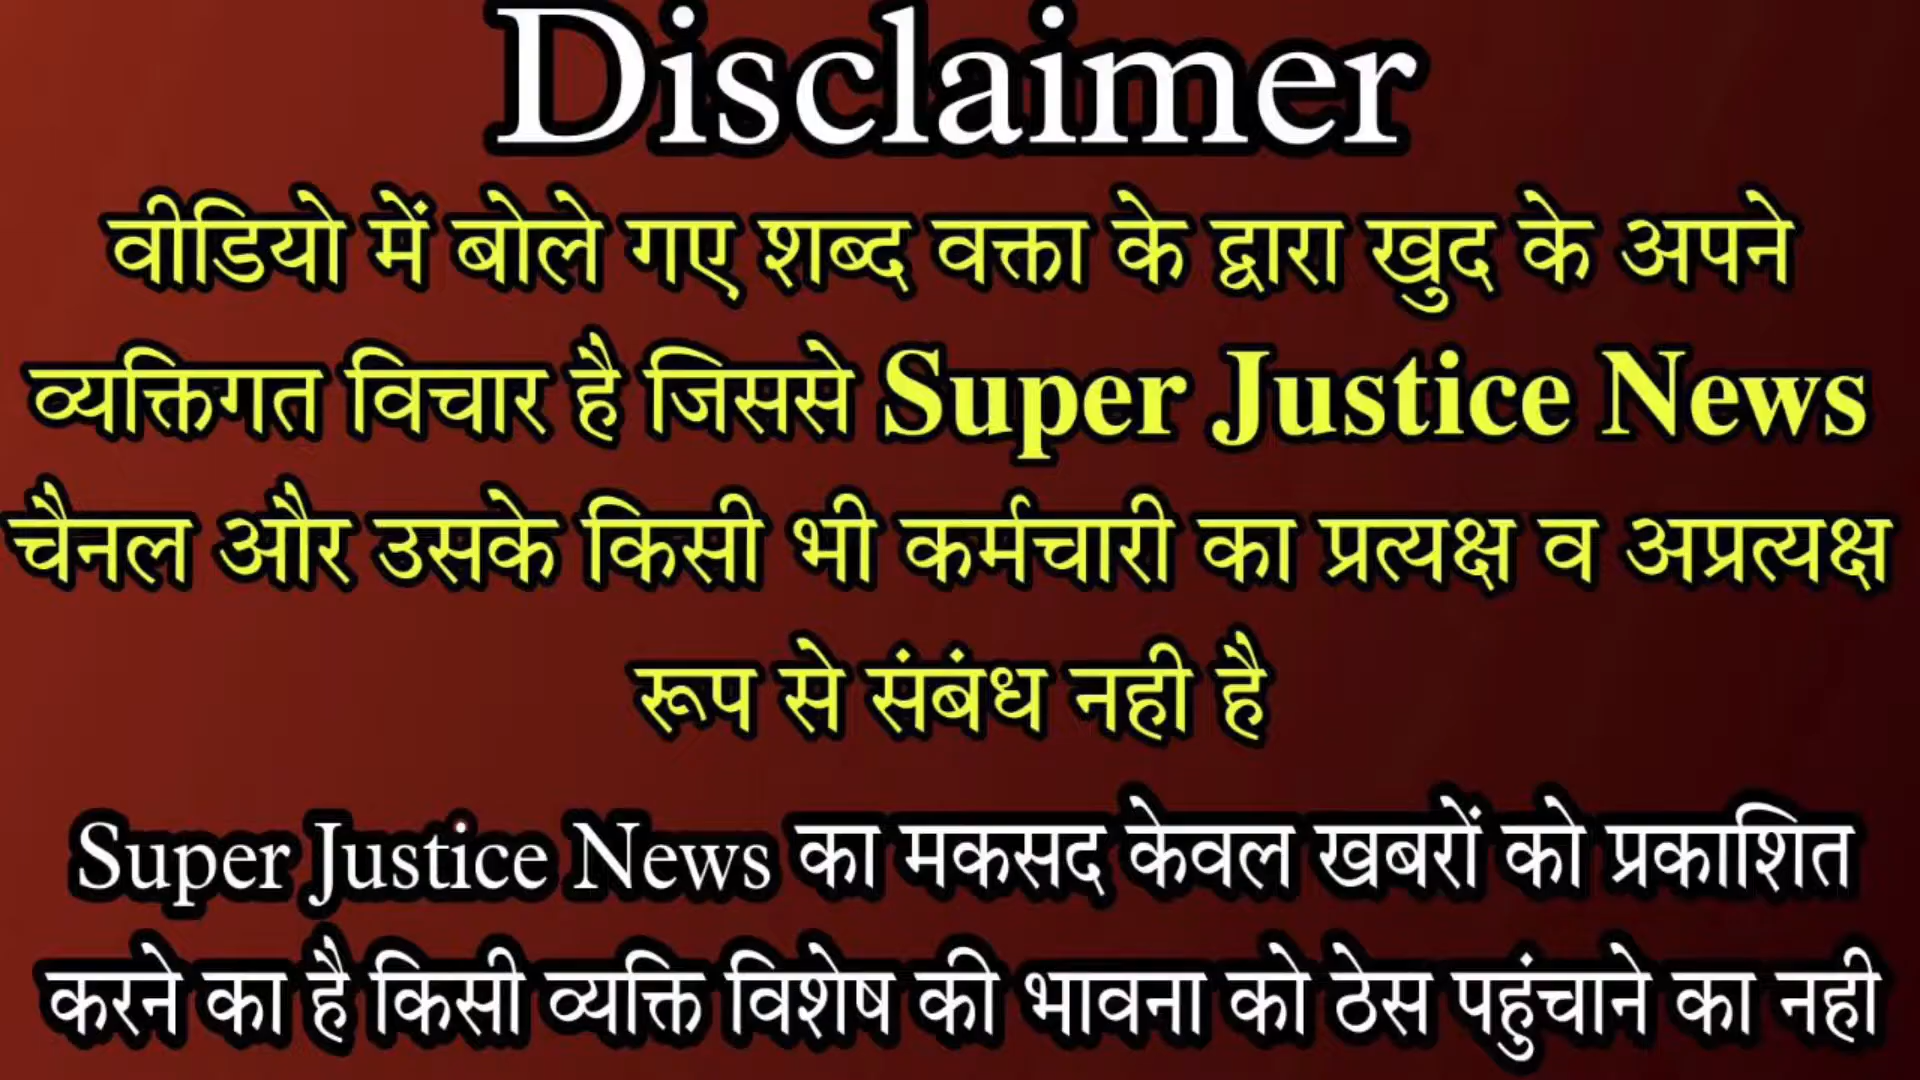 Disclaimer
वीडियो में बोले गए शब्द वक्ता के द्वारा खुद के अपने
व्यक्तिगत विचार है जिससे Super Justice News
चैनल और उसके किसी भी कर्मचारी का प्रत्यक्ष व अप्रत्यक्ष
रूप से संबंध नही है
Super Justice News का मकसद केवल खबरों को प्रकाशित
करने का है किसी व्यक्ति विशेष की भावना को ठेस पहुंचाने का नही